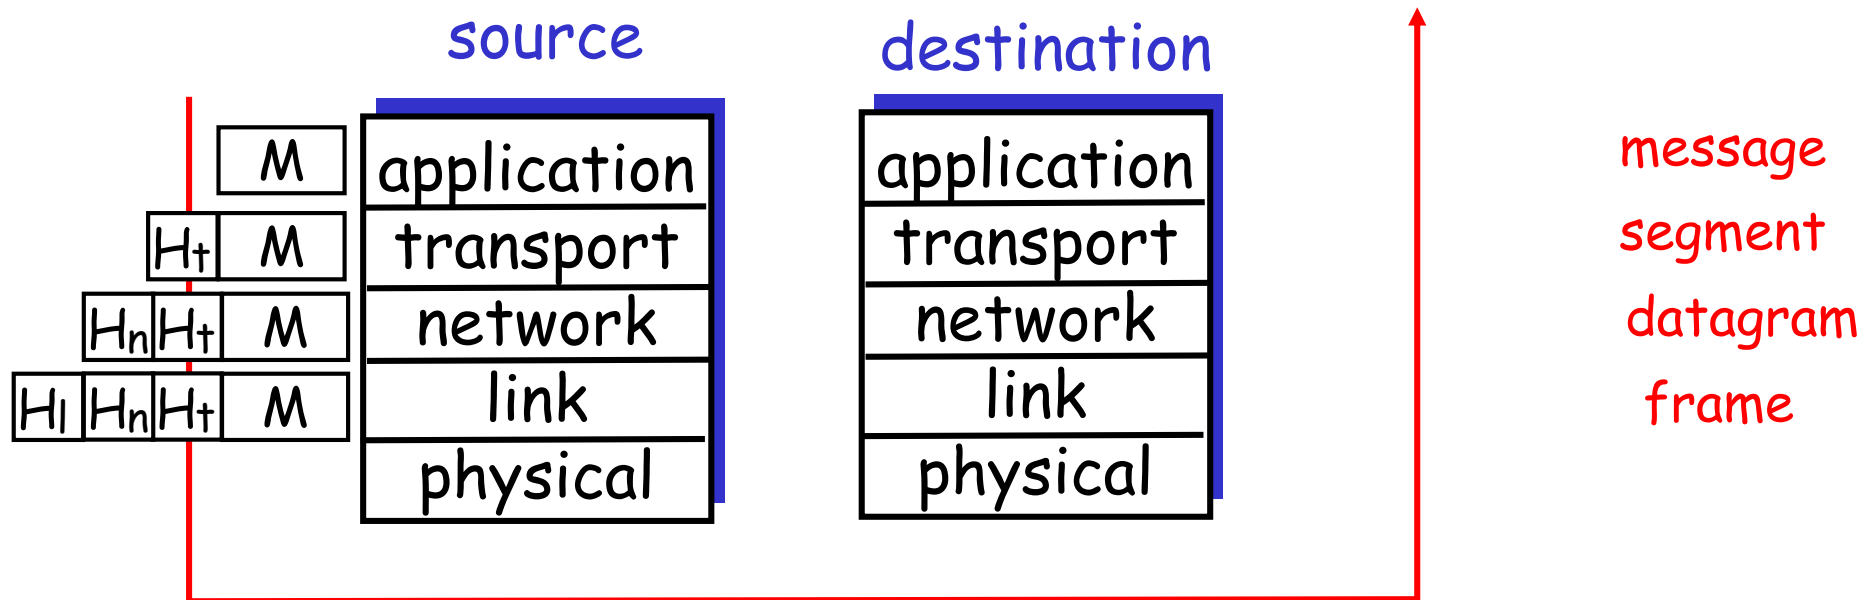 source
destination
M
application
application
message
Ht M
transport
transport
segment
Hn Ht M
network
network
datagram
Hl Hn Ht M
link
link
frame
physical
physical